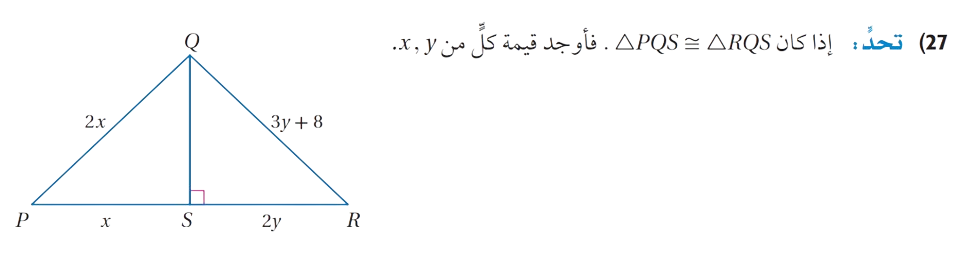 27) تحدٍّ: إذا كان △PQS ≅ △RQS . فأوجد قيمة كلٍّ من x , y.
Q
2x
3y + 8
P
x
S
2y
R